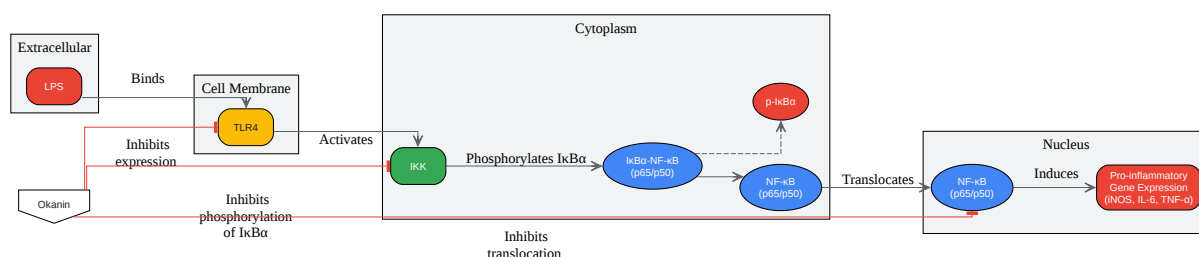 Extracellular
LPS
Binds
Cell Membrane
TLR4
Activates
Inhibits
expression
Okanin
Inhibits
phosphorylation
of IκBα
Cytoplasm
IKK
Phosphorylates IκBα
IκBα-NF-κB
(p65/p50)
p-IκBα
NF-κB
(p65/p50)
Inhibits
translocation
Translocates
Nucleus
NF-κB
(p65/p50)
Induces
Pro-inflammatory
Gene Expression
(iNOS, IL-6, TNF-α)